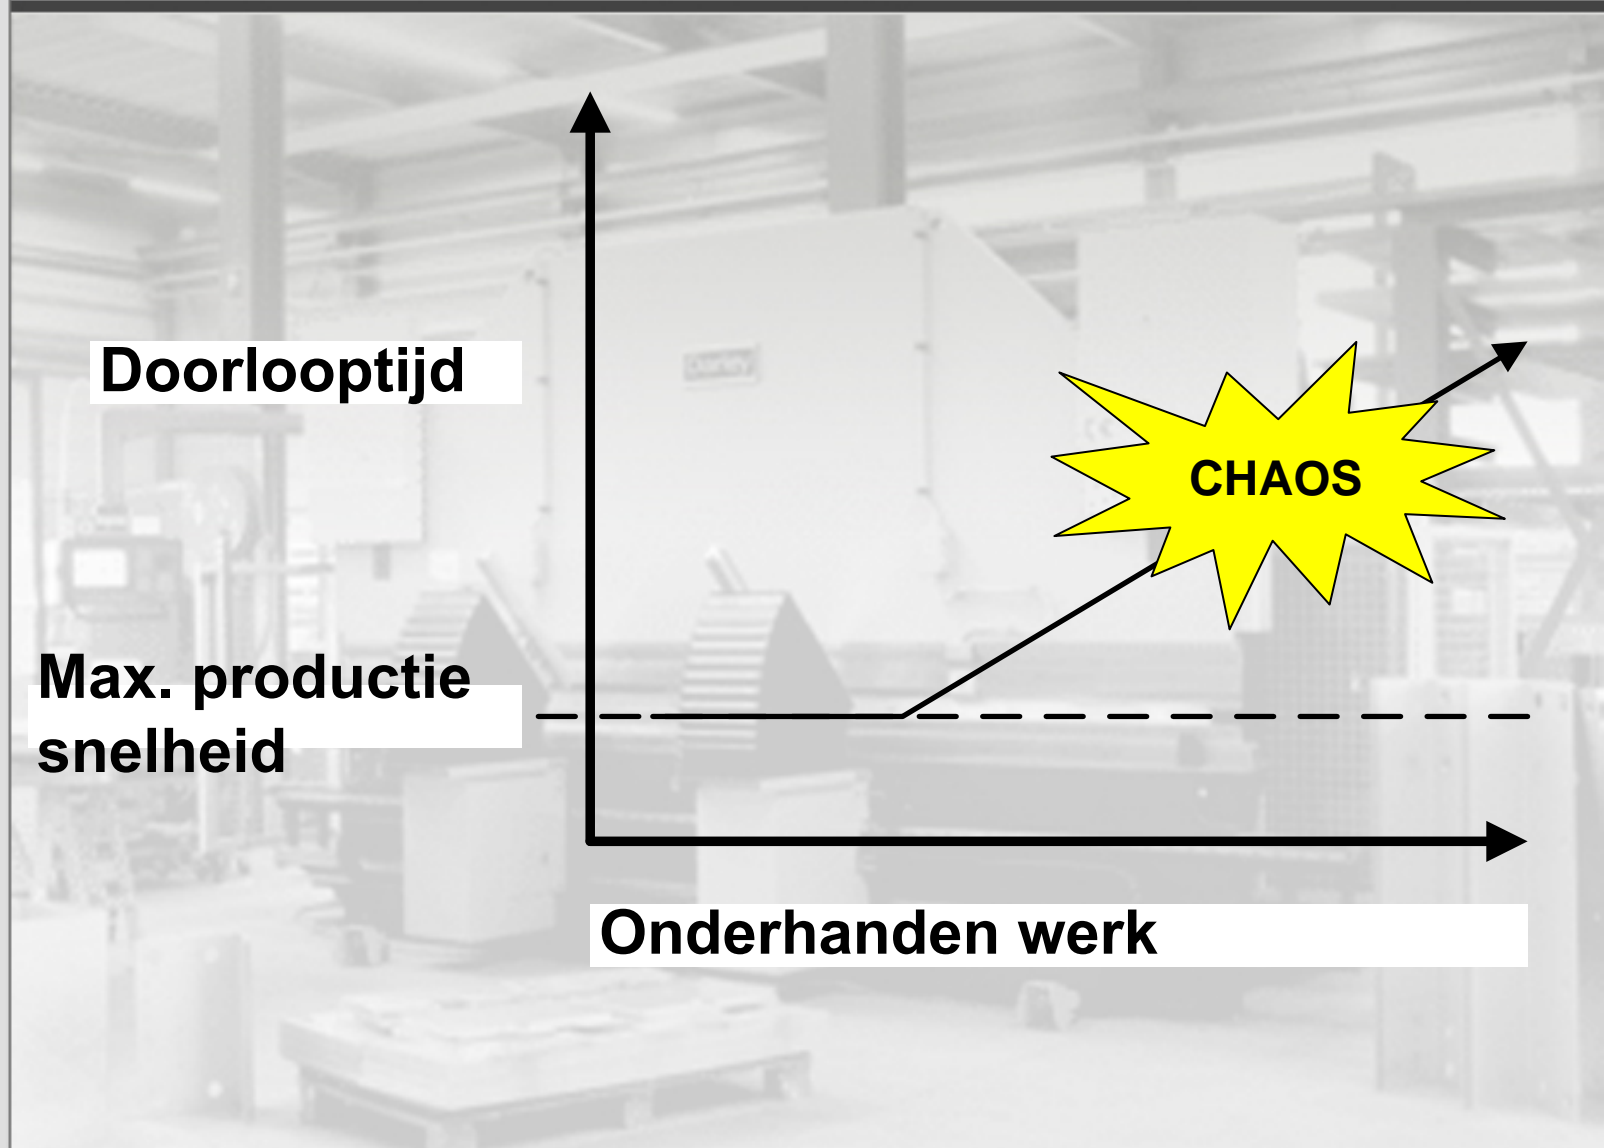 Doorlooptijd
CHAOS
Max. productie
snelheid
Onderhanden werk